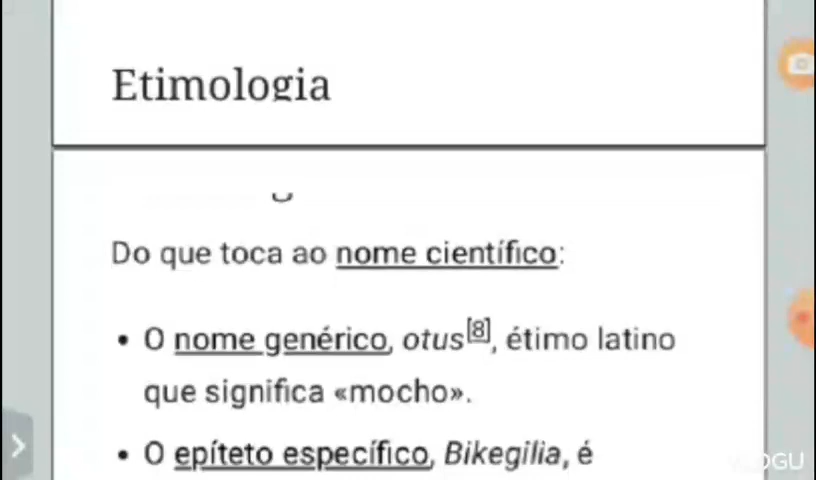 Etimologia
Do que toca ao nome científico:
• O nome genérico, otus[8], étimo latino
que significa «mocho».
• O epíteto específico, Bikegilia, é